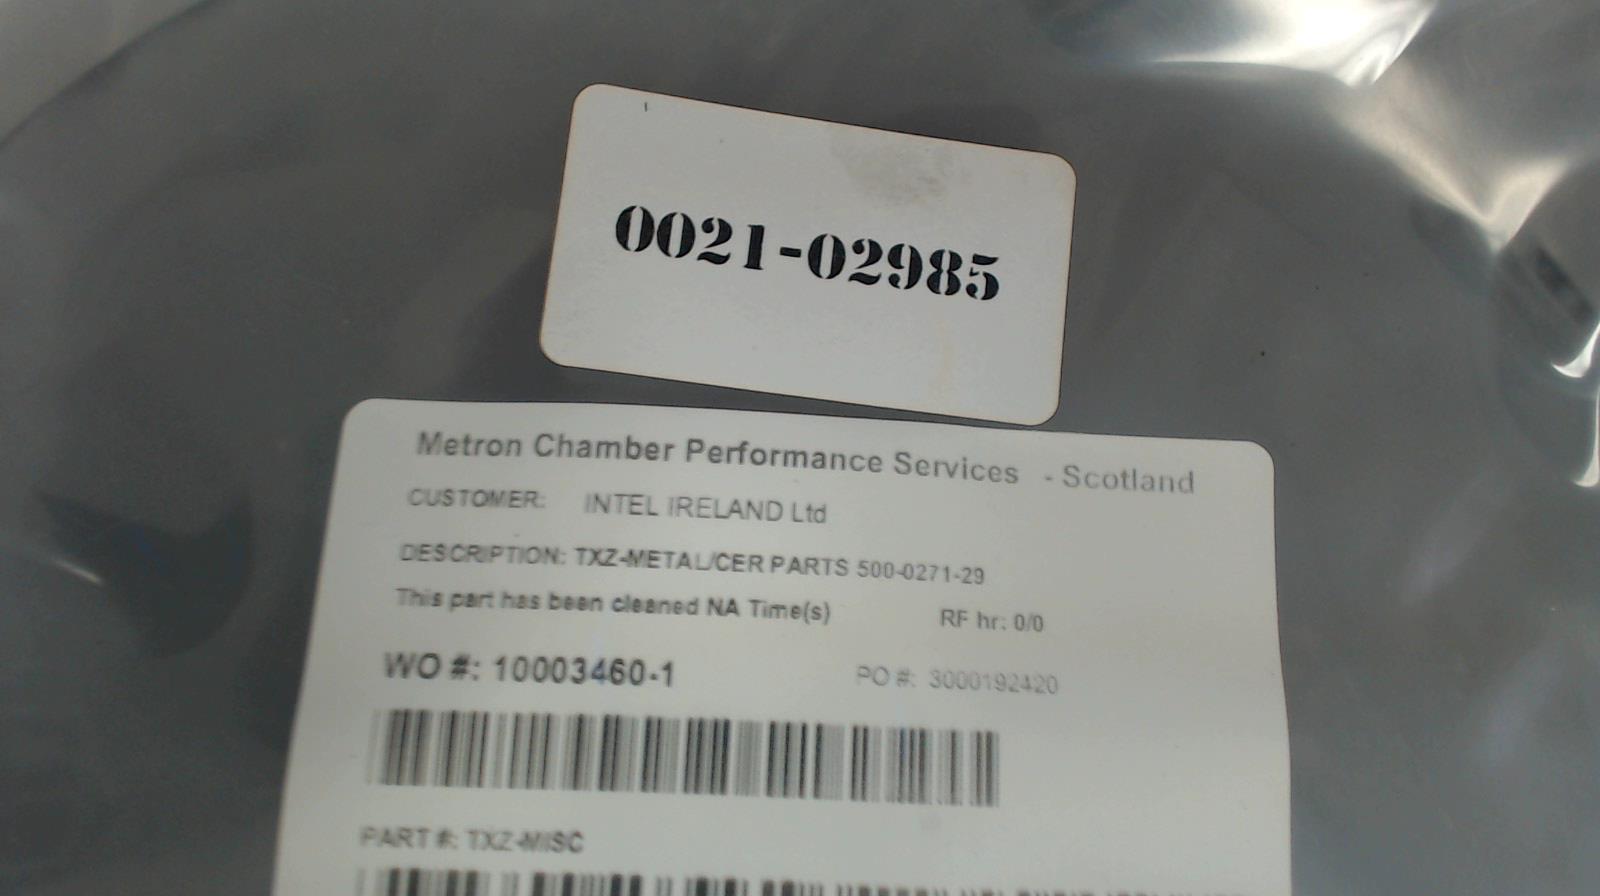 0021-02985
Metron Chamber Performance Services - Scotland
CUSTOMER: INTEL IRELAND Ltd
DESCRIPTION: TXZ-METAL/CER PARTS 500-0271-29
This part has been cleaned NA Time(s) RF hr: 0/0
WO #: 10003460-1 PO #: 3000192420
PART #: TXZ-MISC